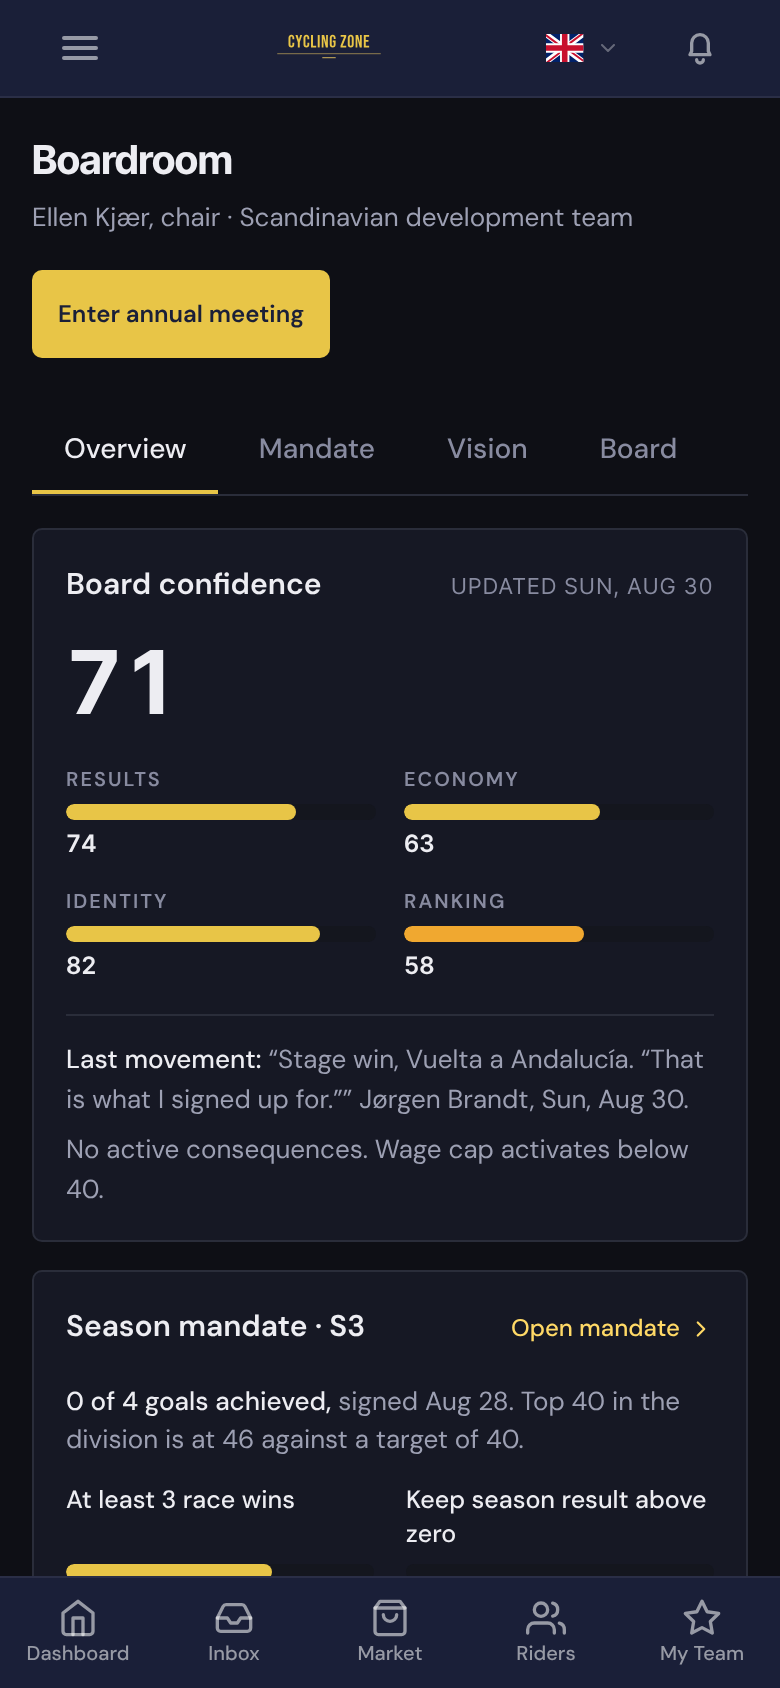 CYCLING ZONE
Boardroom
Ellen Kjær, chair · Scandinavian development team
Enter annual meeting
Overview Mandate Vision Board
Board confidence UPDATED SUN, AUG 30
71
RESULTS ECONOMY
74 63
IDENTITY RANKING
82 58
Last movement: “Stage win, Vuelta a Andalucía. “That
is what I signed up for.”” Jørgen Brandt, Sun, Aug 30.
No active consequences. Wage cap activates below
40.
Season mandate · S3 Open mandate
0 of 4 goals achieved, signed Aug 28. Top 40 in the
division is at 46 against a target of 40.
At least 3 race wins Keep season result above
zero
Dashboard Inbox Market Riders My Team